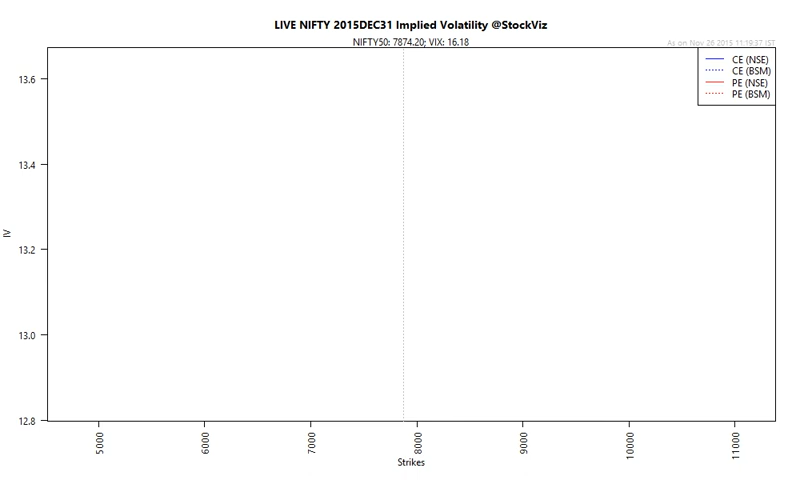 LIVE NIFTY 2015DEC31 Implied Volatility @StockViz
NIFTY50: 7874.20; VIX: 16.18
As on Nov 26 2015 11:19:37 IST
CE (NSE)
CE (BSM)
PE (NSE)
PE (BSM)
13.6
13.4
13.2
13.0
12.8
IV
5000
6000
7000
8000
9000
10000
11000
Strikes